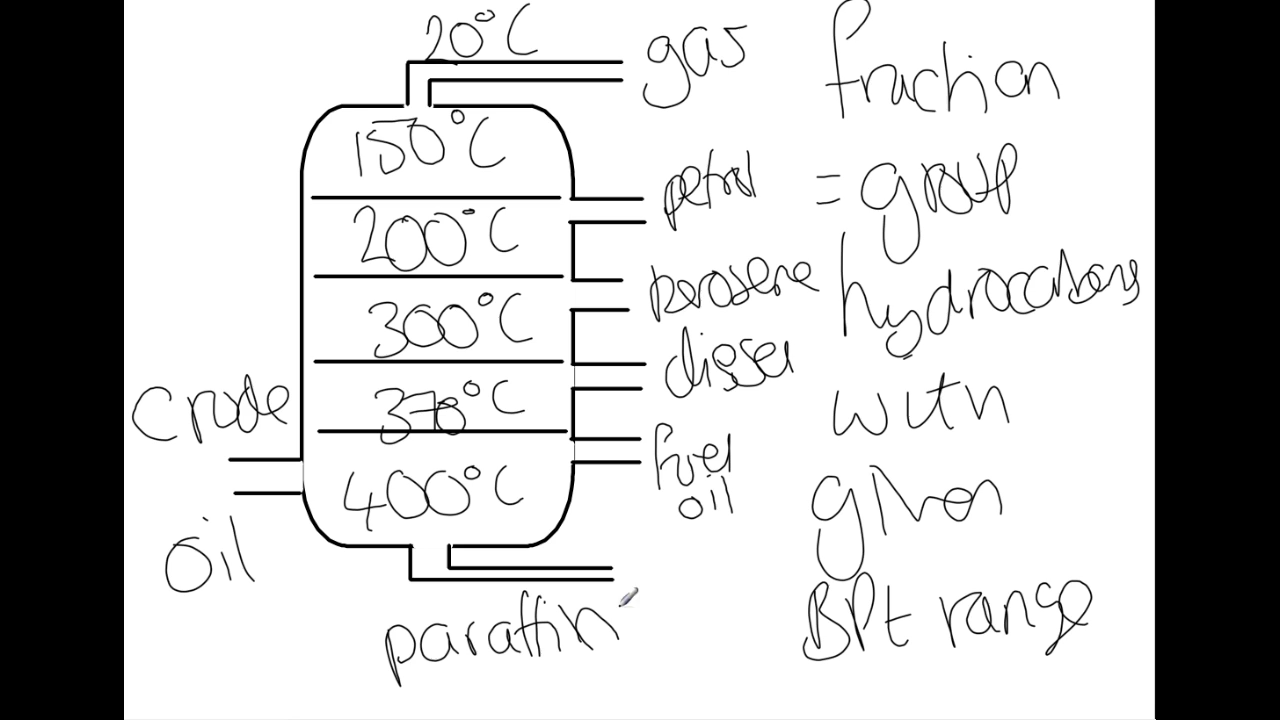 20°C
gas
150°C
petrol
200°C
kerosene
300°C
diesel
370°C
fuel
oil
400°C
crude
oil
paraffin
fraction
= group
hydrocarbons
with
given
BPt range